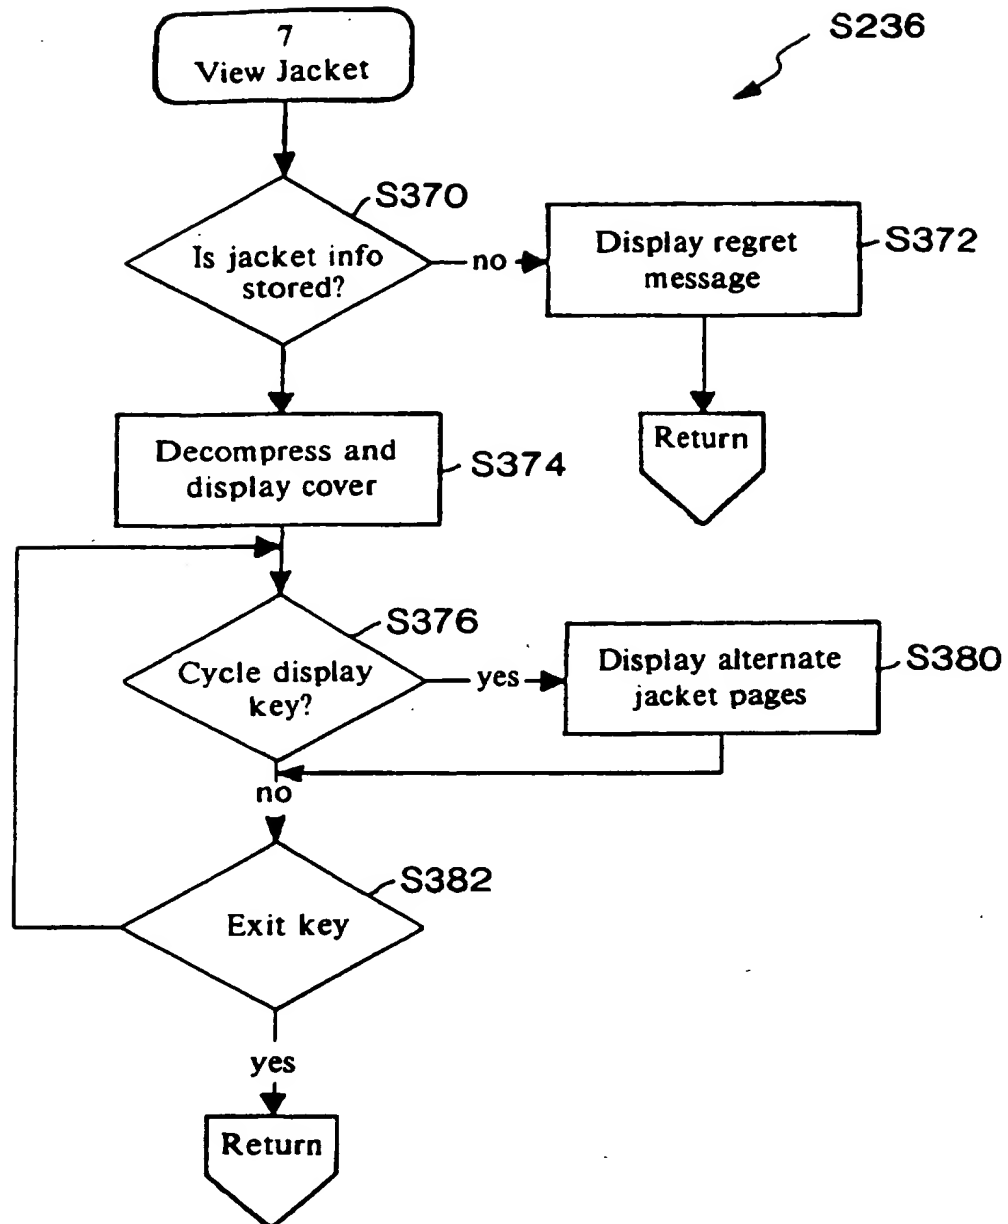 S236
7
View Jacket
S370
Is jacket info
stored?
no
Display regret
message
S372
Return
Decompress and
display cover
S374
S376
Cycle display
key?
yes
Display alternate
jacket pages
S380
no
S382
Exit key
yes
Return